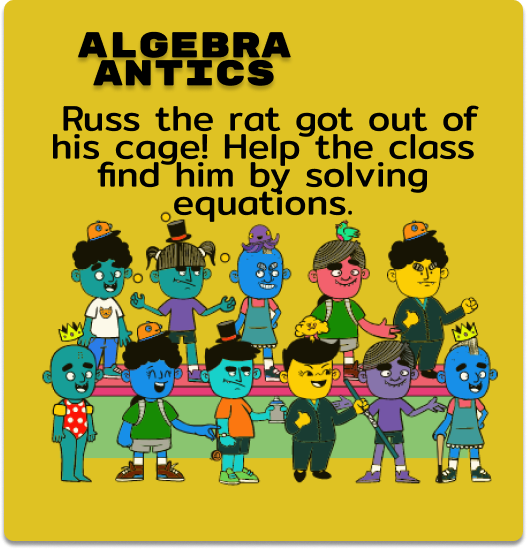 ALGEBRA
ANTICS
Russ the rat got out of
his cage! Help the class
find him by solving
equations.